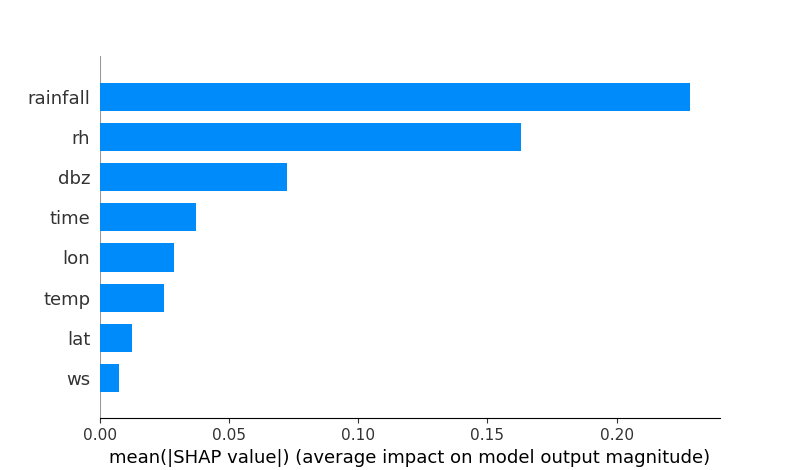 rainfall
rh
dbz
time
lon
temp
lat
ws
0.00 0.05 0.10 0.15 0.20
mean(|SHAP value|) (average impact on model output magnitude)